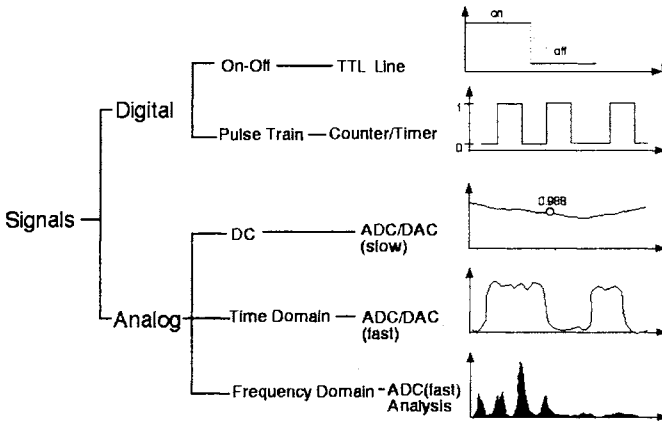 on
off
On-Off TTL Line
Digital
1
Pulse Train Counter/Timer
0
Signals
0.988
DC ADC/DAC
(slow)
Analog
Time Domain ADC/DAC
(fast)
Frequency Domain ADC(fast)
Analysis